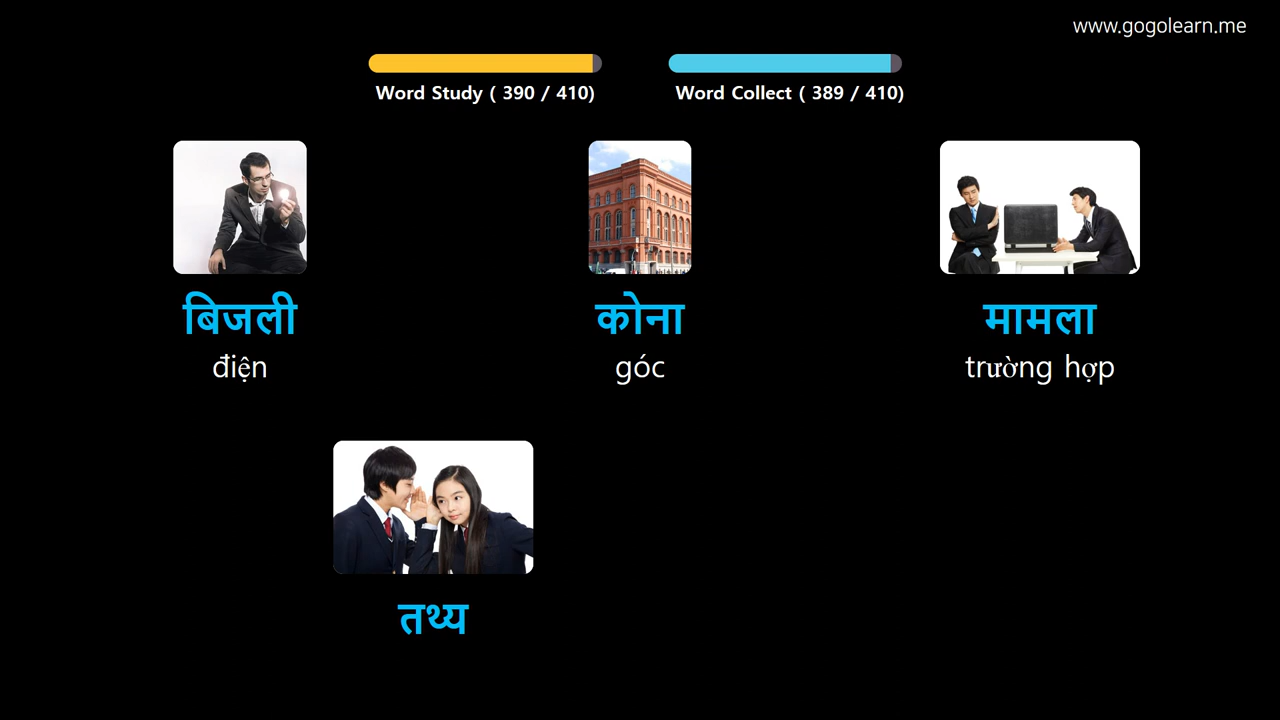 www.gogolearn.me
Word Study ( 390 / 410)
Word Collect ( 389 / 410)
बिजली
कोना
मामला
điện
góc
trường hợp
तथ्य